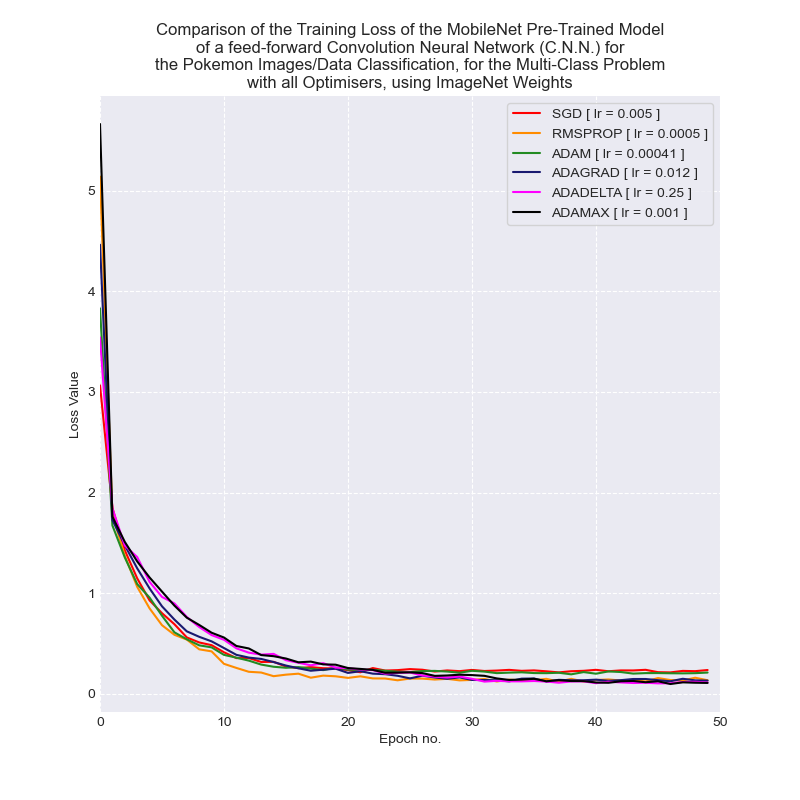 Comparison of the Training Loss of the MobileNet Pre-Trained Model
of a feed-forward Convolution Neural Network (C.N.N.) for
the Pokemon Images/Data Classification, for the Multi-Class Problem
with all Optimisers, using ImageNet Weights
SGD [ lr = 0.005 ]
RMSPROP [ lr = 0.0005 ]
ADAM [ lr = 0.00041 ]
ADAGRAD [ lr = 0.012 ]
ADADELTA [ lr = 0.25 ]
ADAMAX [ lr = 0.001 ]
5
4
3
2
1
0
Loss Value
0 10 20 30 40 50
Epoch no.